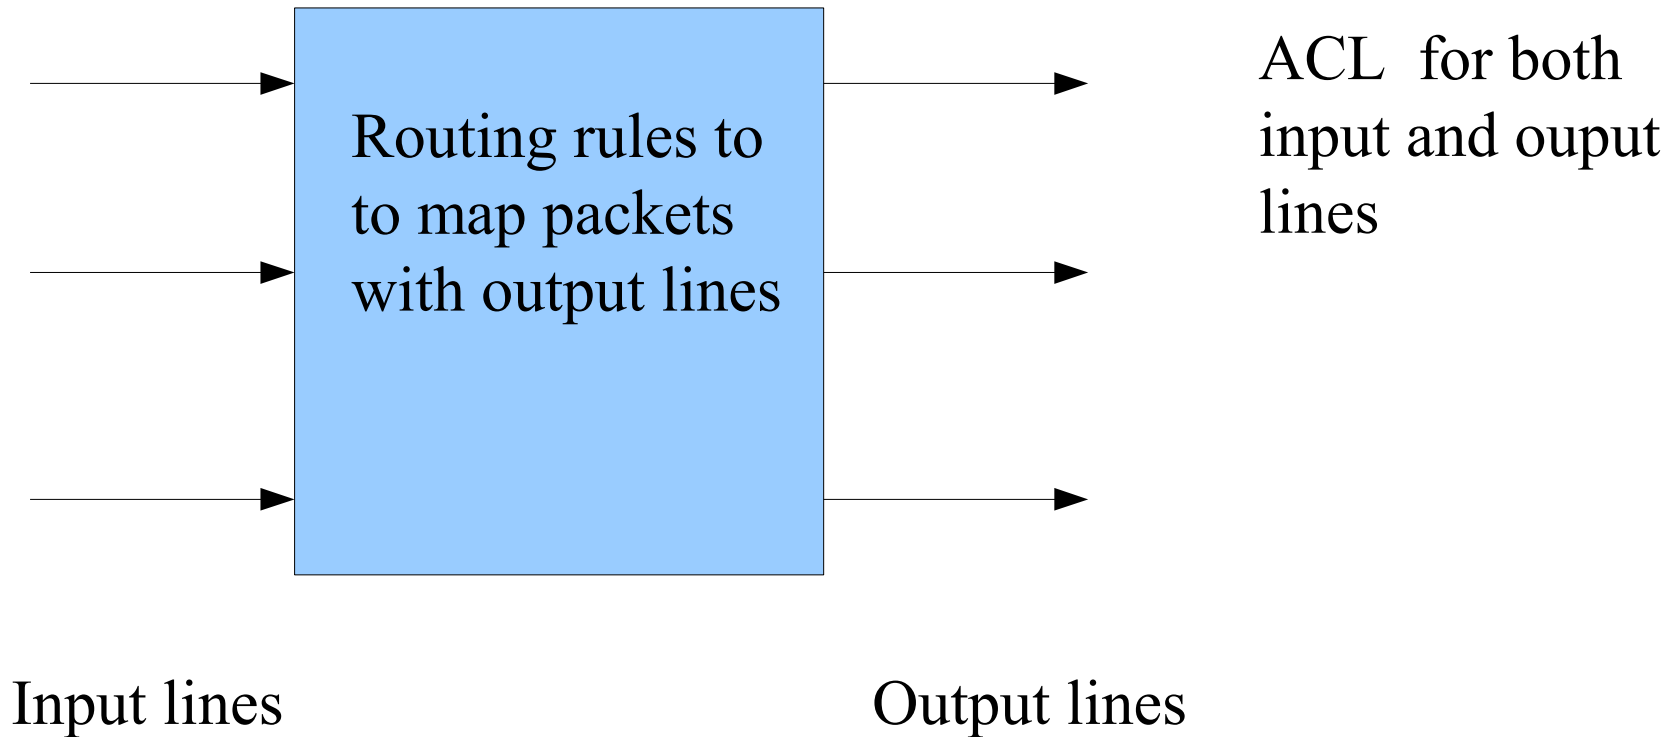 Routing rules to
to map packets
with output lines
ACL for both
input and ouput
lines
Input lines
Output lines